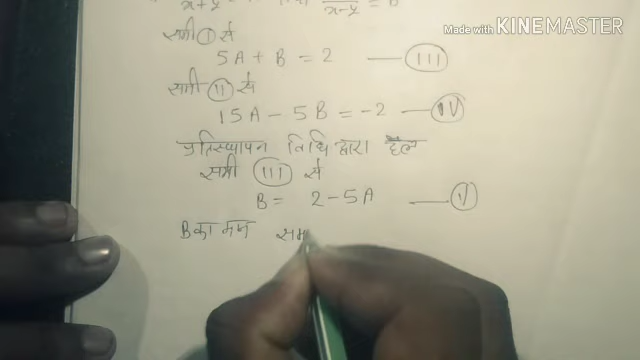 Made with KINEMASTER
समी I से
5A + B = 2 — III
समी II से
15A - 5B = -2 — IV
प्रतिस्थापन विधि द्वारा हल
समी III से
B = 2 - 5A — V
B का मान सम